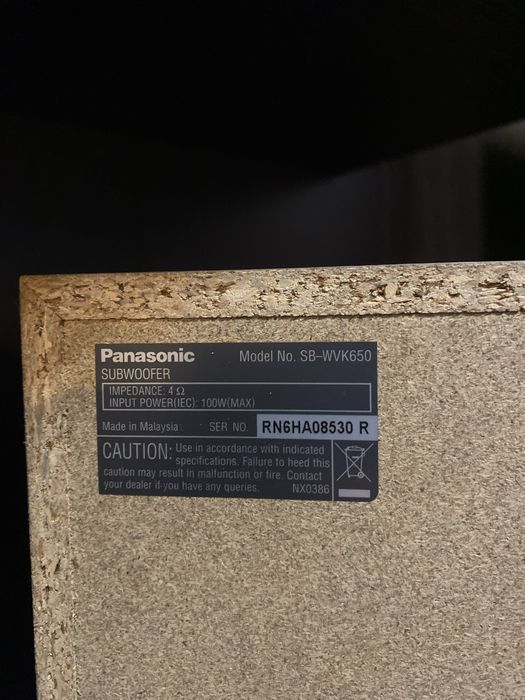 Panasonic Model No. SB-WVK650
SUBWOOFER
IMPEDANCE: 4 Ω
INPUT POWER(IEC): 100W(MAX)
Made in Malaysia SER NO. RN6HA08530 R
CAUTION: Use in accordance with indicated
specifications. Failure to heed this
caution may result in malfunction or fire. Contact
your dealer if you have any queries. NX0386